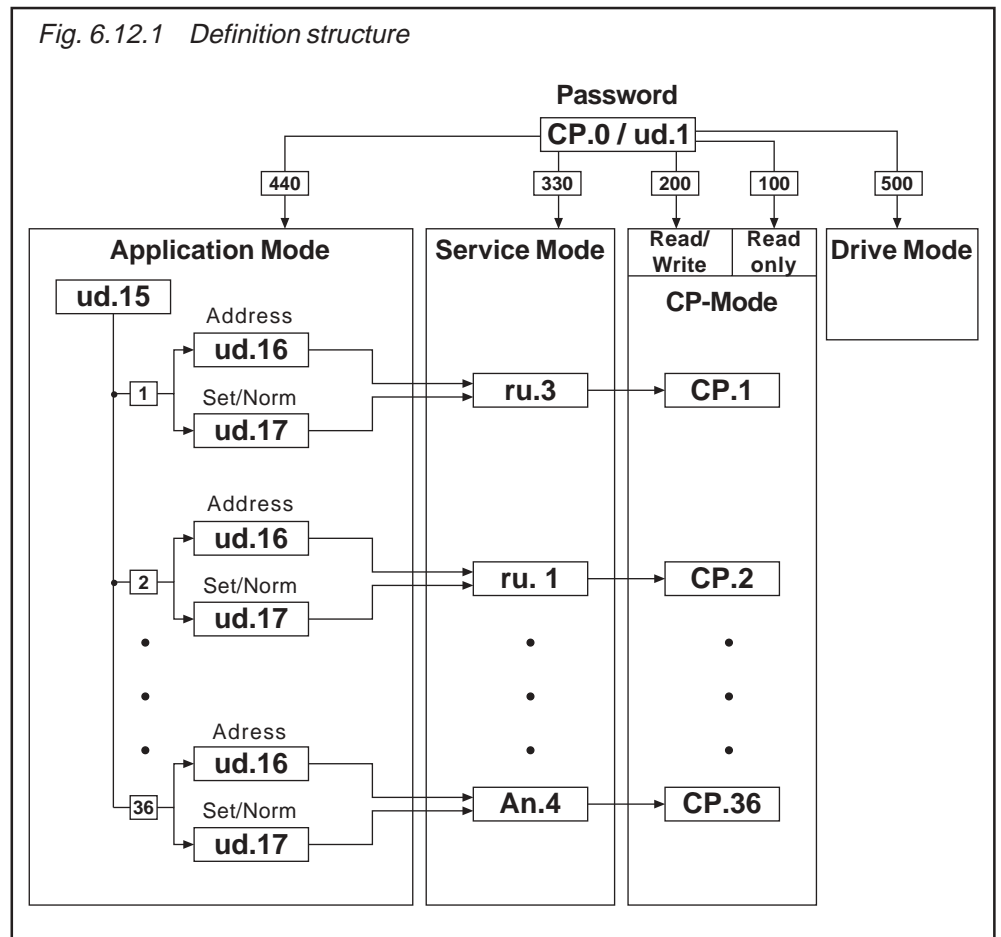 Fig. 6.12.1 Definition structure
Password
CP.0 / ud.1
440
330
200
100
500
Application Mode
Service Mode
Read/
Write
Read
only
Drive Mode
CP-Mode
ud.15
Address
ud.16
1
Set/Norm
ud.17
ru.3
CP.1
Address
ud.16
2
Set/Norm
ud.17
ru. 1
CP.2
Adress
ud.16
36
Set/Norm
ud.17
An.4
CP.36